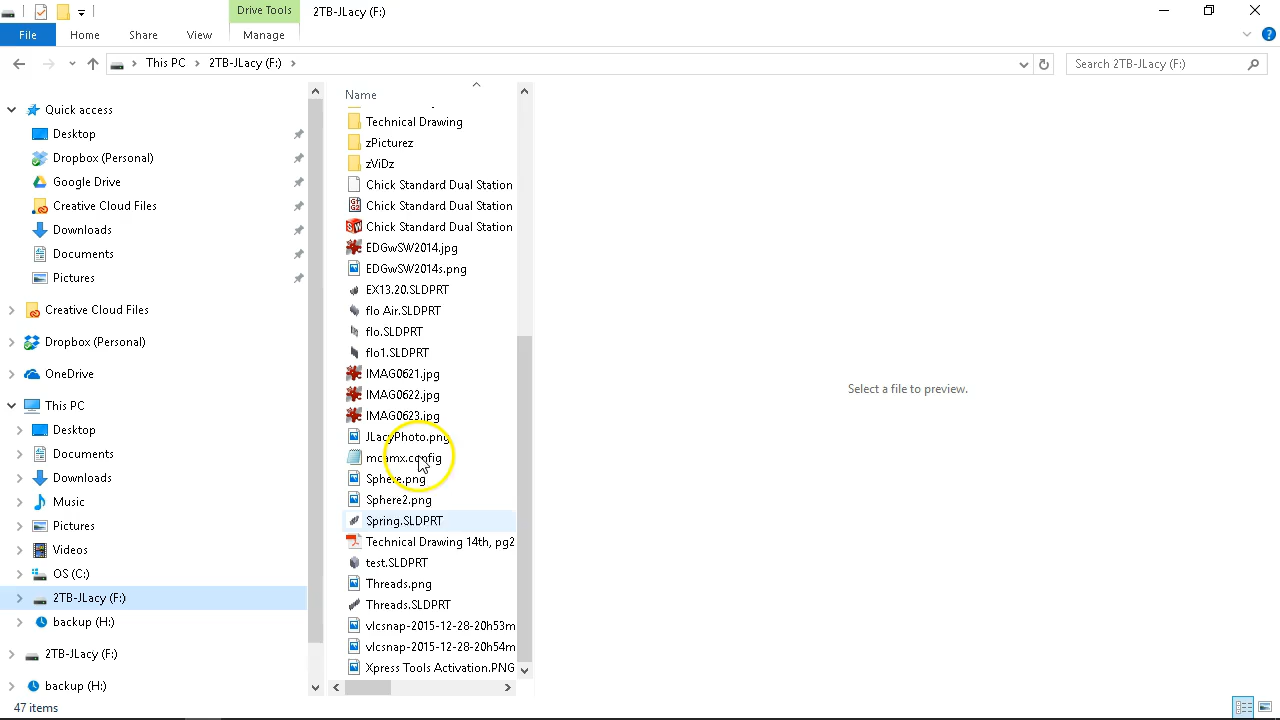 Drive Tools
2TB-JLacy (F:)
File
Home
Share
View
Manage
This PC
2TB-JLacy (F:)
Search 2TB-JLacy (F:)
Quick access
Desktop
Dropbox (Personal)
Google Drive
Creative Cloud Files
Downloads
Documents
Pictures
Creative Cloud Files
Dropbox (Personal)
OneDrive
This PC
Desktop
Documents
Downloads
Music
Pictures
Videos
OS (C:)
2TB-JLacy (F:)
backup (H:)
2TB-JLacy (F:)
backup (H:)
Name
Technical Drawing
zPicturez
zViDz
Chick Standard Dual Station
Chick Standard Dual Station
Chick Standard Dual Station
EDGwSW2014.jpg
EDGwSW2014s.png
EX13.20.SLDPRT
flo Air.SLDPRT
flo.SLDPRT
flo1.SLDPRT
IMAG0621.jpg
IMAG0622.jpg
IMAG0623.jpg
JLacyPhoto.png
mcamx.config
Sphere.png
Sphere2.png
Spring.SLDPRT
Technical Drawing 14th, pg2
test.SLDPRT
Threads.png
Threads.SLDPRT
vlcsnap-2015-12-28-20h53m
vlcsnap-2015-12-28-20h54m
Xpress Tools Activation.PNG
Select a file to preview.
47 items